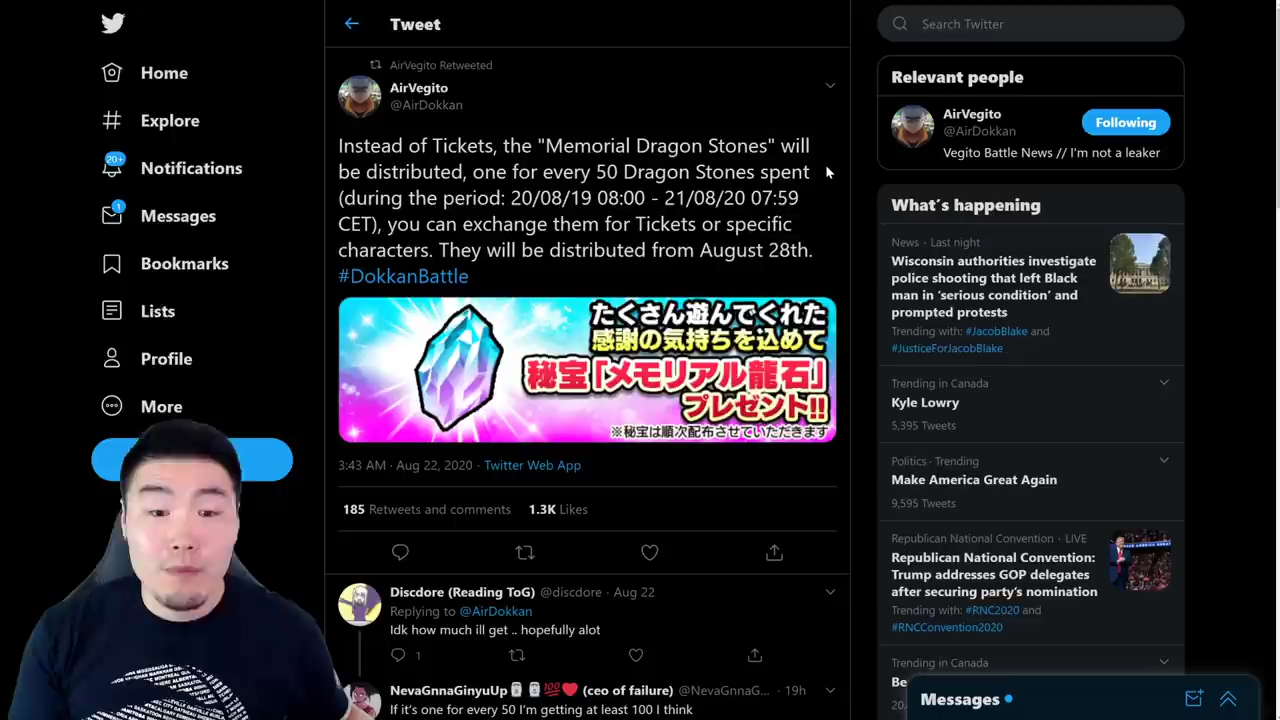 Tweet
Search Twitter
Home
Explore
20+
Notifications
1
Messages
Bookmarks
Lists
Profile
More
AirVegito Retweeted
AirVegito
@AirDokkan
Instead of Tickets, the "Memorial Dragon Stones" will
be distributed, one for every 50 Dragon Stones spent
(during the period: 20/08/19 08:00 - 21/08/20 07:59
CET), you can exchange them for Tickets or specific
characters. They will be distributed from August 28th.
#DokkanBattle
たくさん遊んでくれた
感謝の気持ちを込めて
秘宝「メモリアル龍石」
プレゼント!!
※秘宝は順次配布させていただきます
3:43 AM · Aug 22, 2020 · Twitter Web App
185 Retweets and comments 1.3K Likes
Discdore (Reading ToG) @discdore · Aug 22
Replying to @AirDokkan
Idk how much ill get .. hopefully alot
1
NevaGnnaGinyuUp 💯❤️ (ceo of failure) @NevaGnnaG... · 19h
If it's one for every 50 I'm getting at least 100 I think
Relevant people
AirVegito
@AirDokkan
Following
Vegito Battle News // I'm not a leaker
What's happening
News · Last night
Wisconsin authorities investigate
police shooting that left Black
man in 'serious condition' and
prompted protests
Trending with: #JacobBlake and
#JusticeForJacobBlake
Trending in Canada
Kyle Lowry
5,395 Tweets
Politics · Trending
Make America Great Again
9,595 Tweets
Republican National Convention · LIVE
Republican National Convention:
Trump addresses GOP delegates
after securing party's nomination
Trending with: #RNC2020 and
#RNCConvention2020
Trending in Canada
Be
20
Messages